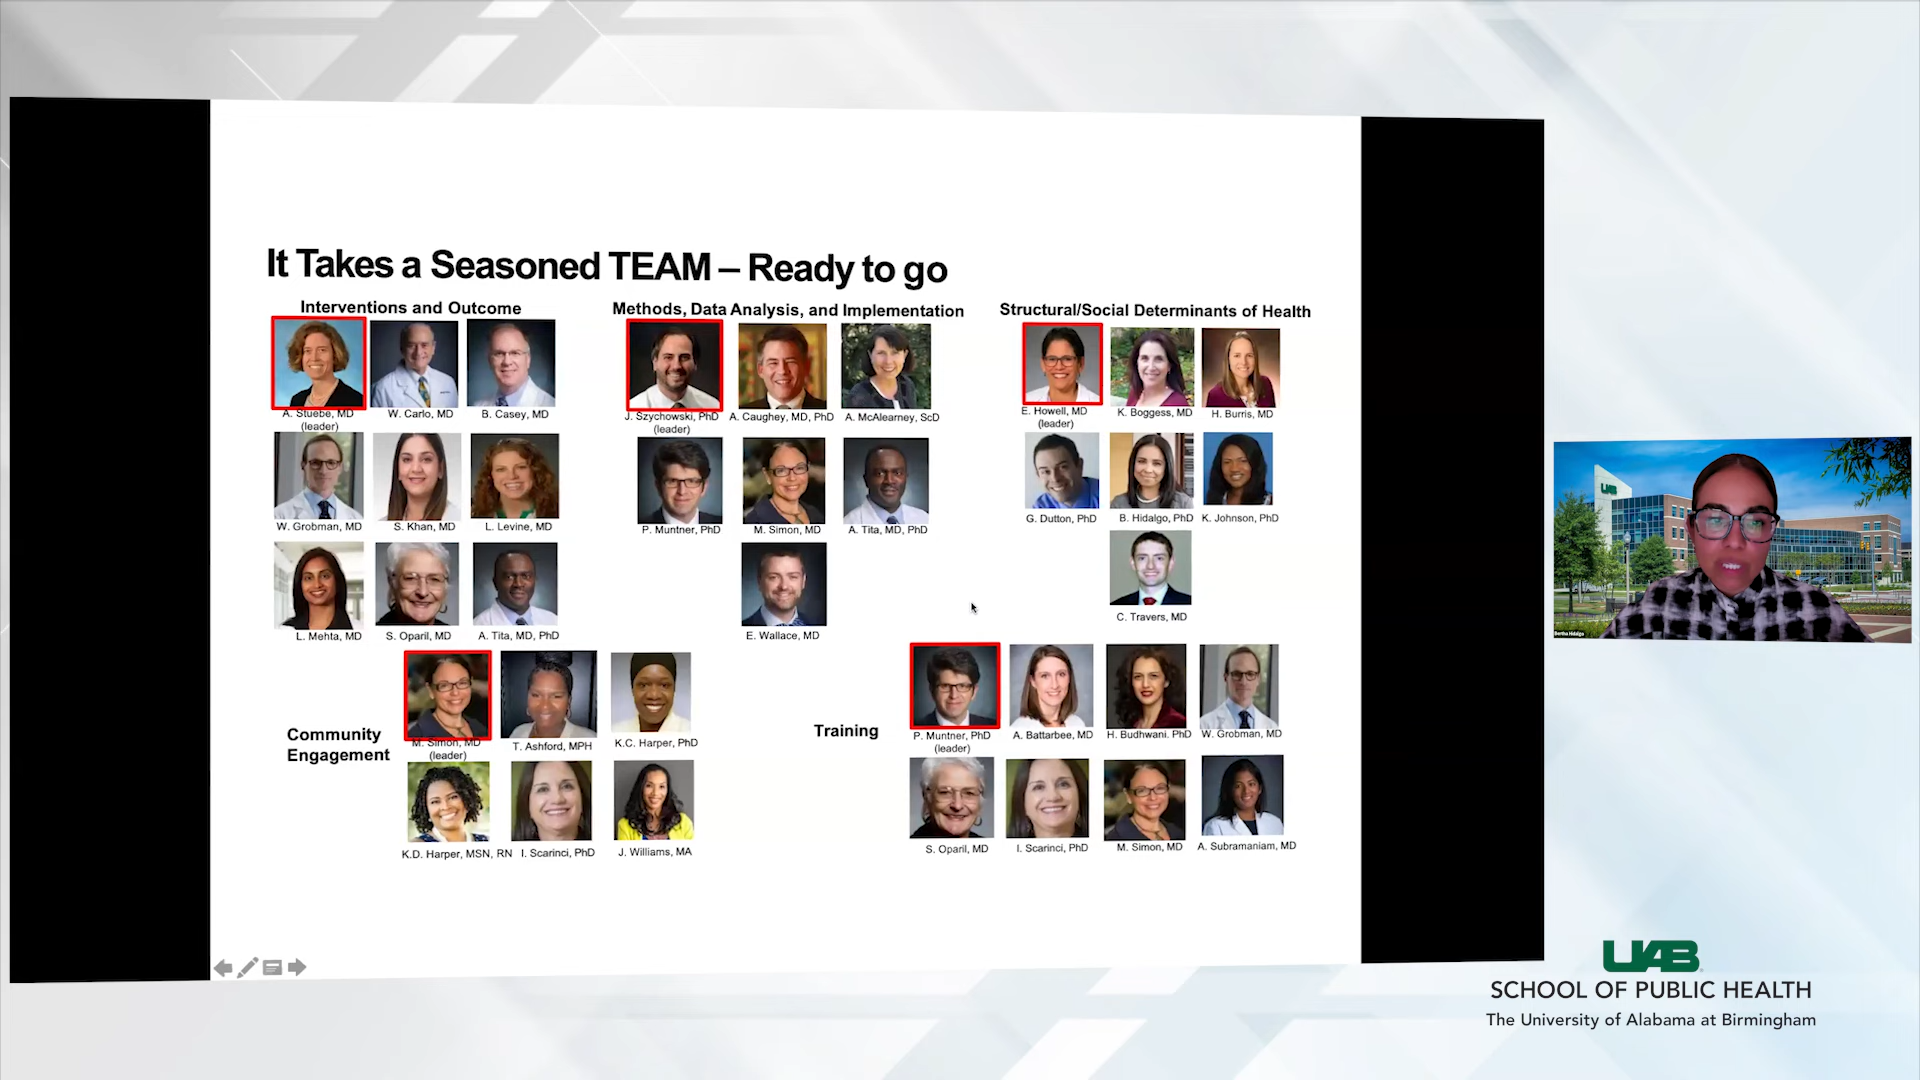 It Takes a Seasoned TEAM – Ready to go
Interventions and Outcome
A. Stuebe, MD
(leader)
W. Carlo, MD
B. Casey, MD
W. Grobman, MD
S. Khan, MD
L. Levine, MD
L. Mehta, MD
S. Oparil, MD
A. Tita, MD, PhD
Methods, Data Analysis, and Implementation
J. Szychowski, PhD
(leader)
A. Caughey, MD, PhD
A. McAlearney, ScD
P. Muntner, PhD
M. Simon, MD
A. Tita, MD, PhD
E. Wallace, MD
Structural/Social Determinants of Health
E. Howell, MD
(leader)
K. Boggess, MD
H. Burris, MD
G. Dutton, PhD
B. Hidalgo, PhD
K. Johnson, PhD
C. Travers, MD
Community
Engagement
M. Simon, MD
(leader)
T. Ashford, MPH
K.C. Harper, PhD
K.D. Harper, MSN, RN
I. Scarinci, PhD
J. Williams, MA
Training
P. Muntner, PhD
(leader)
A. Battarbee, MD
H. Budhwani. PhD
W. Grobman, MD
S. Oparil, MD
I. Scarinci, PhD
M. Simon, MD
A. Subramaniam, MD
UAB
Bertha Hidalgo
UAB
SCHOOL OF PUBLIC HEALTH
The University of Alabama at Birmingham